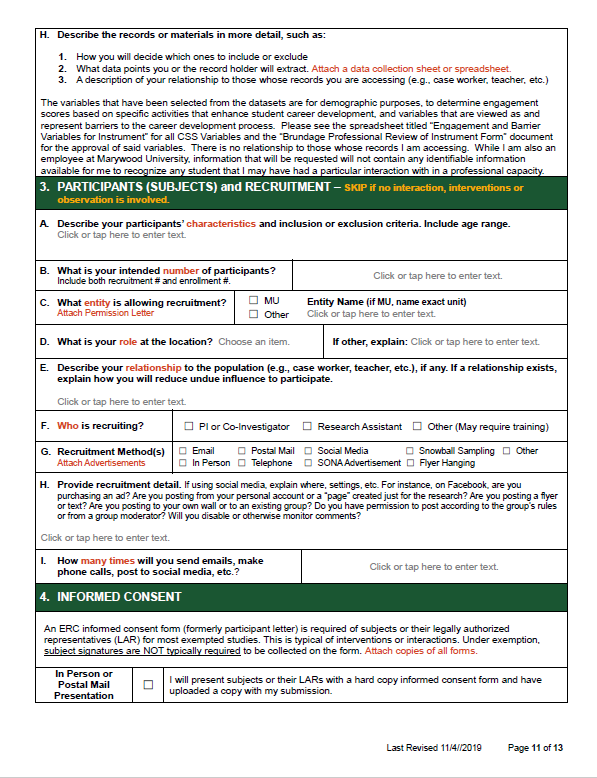 H. Describe the records or materials in more detail, such as:
1. How you will decide which ones to include or exclude
2. What data points you or the record holder will extract. Attach a data collection sheet or spreadsheet.
3. A description of your relationship to those whose records you are accessing (e.g., case worker, teacher, etc.)
The variables that have been selected from the datasets are for demographic purposes, to determine engagement
scores based on specific activities that enhance student career development, and variables that are viewed as and
represent barriers to the career development process. Please see the spreadsheet titled "Engagement and Barrier
Variables for Instrument" for all CSS Variables and the "Brundage Professional Review of Instrument Form" document
for the approval of said variables. There is no relationship to those whose records I am accessing. While I am also an
employee at Marywood University, information that will be requested will not contain any identifiable information
available for me to recognize any student that I may have had a particular interaction with in a professional capacity.
3. PARTICIPANTS (SUBJECTS) and RECRUITMENT – SKIP if no interaction, interventions or
observation is involved.
A. Describe your participants' characteristics and inclusion or exclusion criteria. Include age range.
Click or tap here to enter text.
B. What is your intended number of participants?
Include both recruitment # and enrollment #.
Click or tap here to enter text.
C. What entity is allowing recruitment?
Attach Permission Letter
☐ MU
☐ Other
Entity Name (if MU, name exact unit)
Click or tap here to enter text.
D. What is your role at the location? Choose an item.
If other, explain: Click or tap here to enter text.
E. Describe your relationship to the population (e.g., case worker, teacher, etc.), if any. If a relationship exists,
explain how you will reduce undue influence to participate.
Click or tap here to enter text.
F. Who is recruiting?
☐ PI or Co-Investigator ☐ Research Assistant ☐ Other (May require training)
G. Recruitment Method(s)
Attach Advertisements
☐ Email ☐ Postal Mail ☐ Social Media ☐ Snowball Sampling ☐ Other
☐ In Person ☐ Telephone ☐ SONA Advertisement ☐ Flyer Hanging
H. Provide recruitment detail. If using social media, explain where, settings, etc. For instance, on Facebook, are you
purchasing an ad? Are you posting from your personal account or a "page" created just for the research? Are you posting a flyer
or text? Are you posting to your own wall or to an existing group? Do you have permission to post according to the group's rules
or from a group moderator? Will you disable or otherwise monitor comments?
Click or tap here to enter text.
I. How many times will you send emails, make
phone calls, post to social media, etc.?
Click or tap here to enter text.
4. INFORMED CONSENT
An ERC informed consent form (formerly participant letter) is required of subjects or their legally authorized
representatives (LAR) for most exempted studies. This is typical of interventions or interactions. Under exemption,
subject signatures are NOT typically required to be collected on the form. Attach copies of all forms.
In Person or
Postal Mail
Presentation
☐
I will present subjects or their LARs with a hard copy informed consent form and have
uploaded a copy with my submission.
Last Revised 11/4//2019 Page 11 of 13